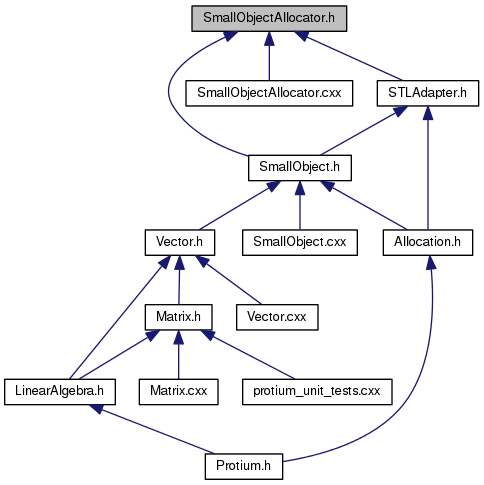 SmallObjectAllocator.h
SmallObjectAllocator.cxx
STLAdapter.h
SmallObject.h
Vector.h
SmallObject.cxx
Allocation.h
Matrix.h
Vector.cxx
LinearAlgebra.h
Matrix.cxx
protium_unit_tests.cxx
Protium.h